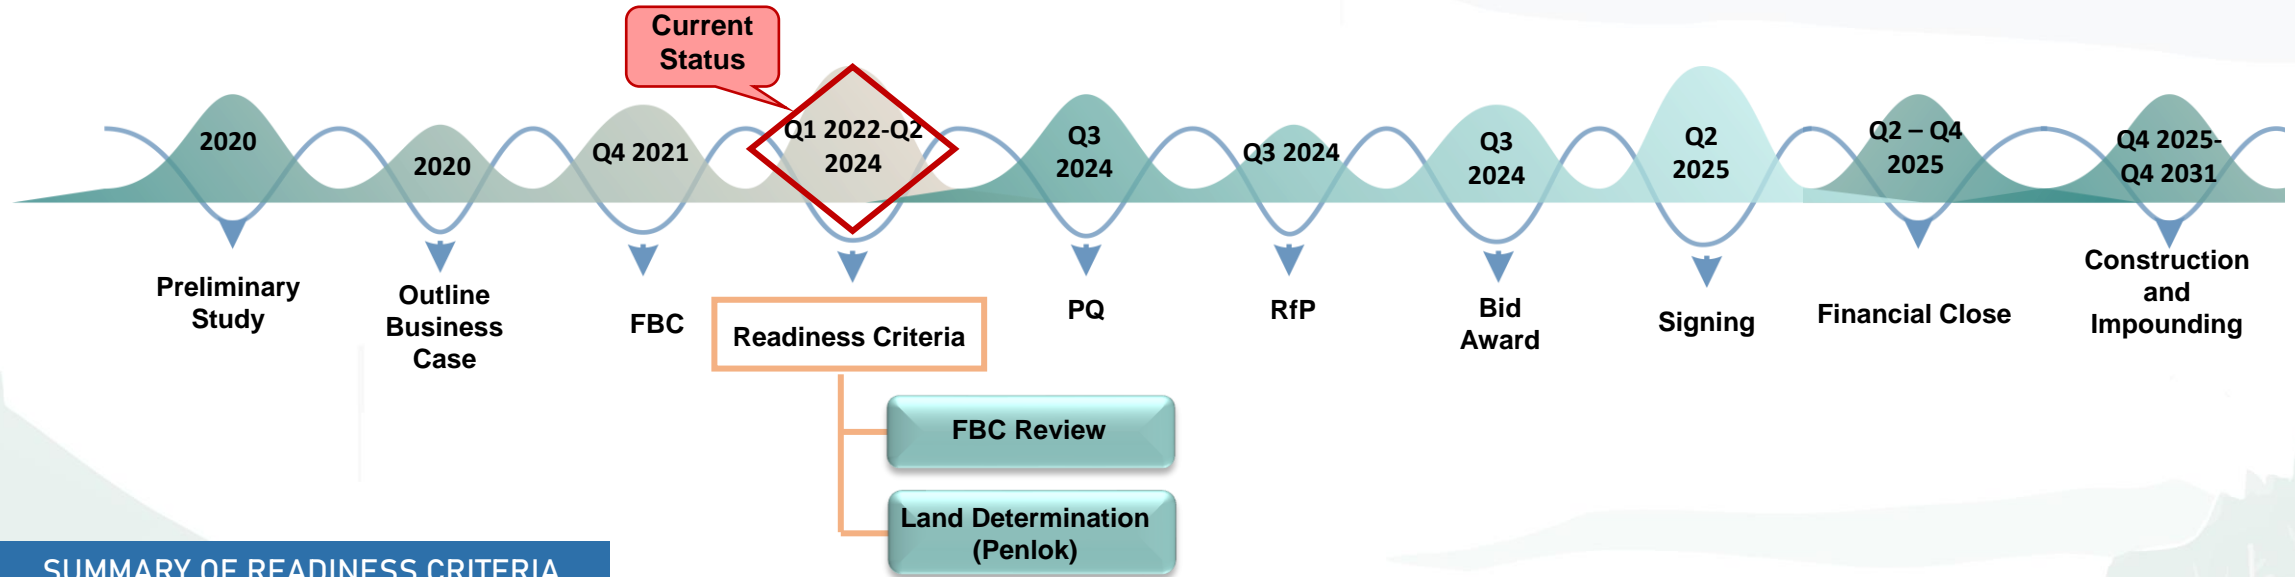 Current
Status
2020
2020
Q4 2021
Q1 2022-Q2
2024
Q3
2024
Q3 2024
Q3
2024
Q2
2025
Q2 – Q4
2025
Q4 2025-
Q4 2031
Preliminary
Study
Outline
Business
Case
FBC
Readiness Criteria
PQ
RfP
Bid
Award
Signing
Financial Close
Construction
and
Impounding
FBC Review
Land Determination
(Penlok)
SUMMARY OF READINESS CRITERIA